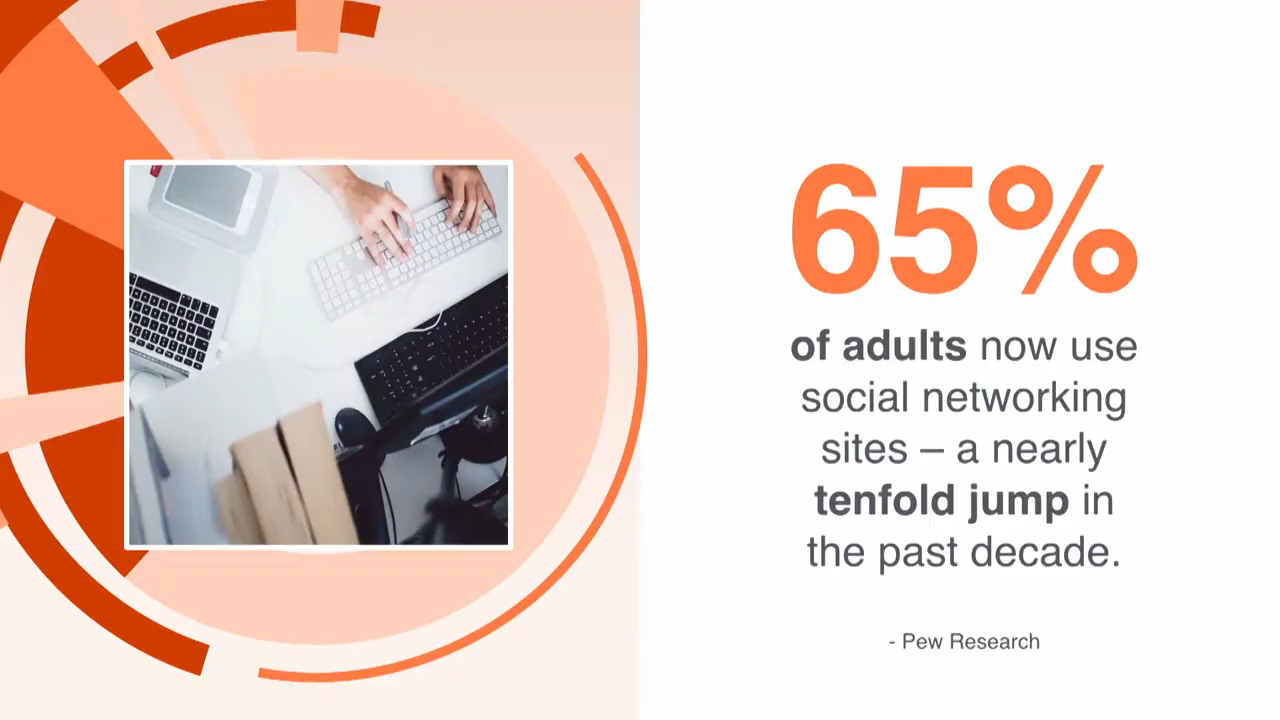 65%
of adults now use
social networking
sites – a nearly
tenfold jump in
the past decade.
- Pew Research